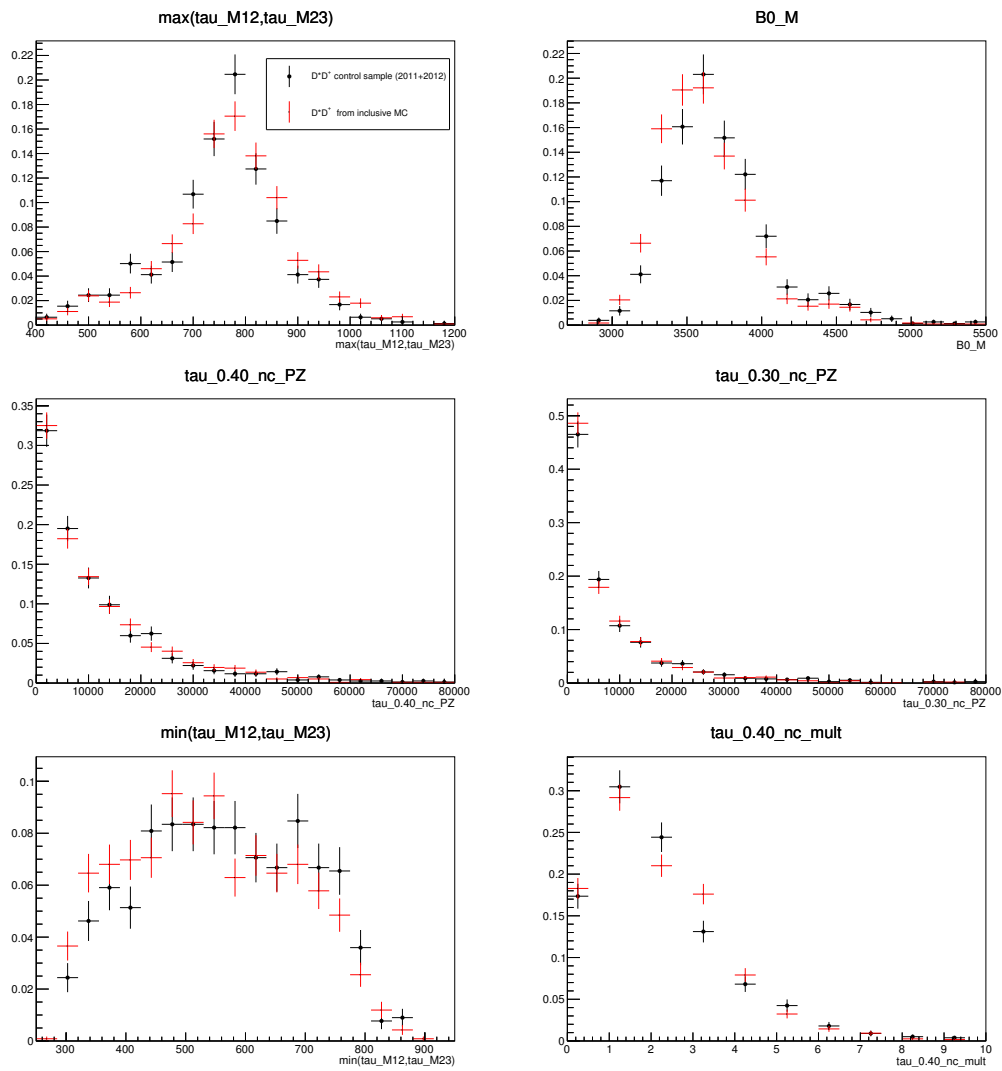 max(tau_M12,tau_M23)
0.22
0.2
0.18
0.16
0.14
0.12
0.1
0.08
0.06
0.04
0.02
0
D*D⁺ control sample (2011+2012)
D*D⁺ from inclusive MC
400 500 600 700 800 900 1000 1100 1200
max(tau_M12,tau_M23)
B0_M
0.22
0.2
0.18
0.16
0.14
0.12
0.1
0.08
0.06
0.04
0.02
0
3000 3500 4000 4500 5000 5500
B0_M
tau_0.40_nc_PZ
0.35
0.3
0.25
0.2
0.15
0.1
0.05
0
0 10000 20000 30000 40000 50000 60000 70000 80000
tau_0.40_nc_PZ
tau_0.30_nc_PZ
0.5
0.4
0.3
0.2
0.1
0
0 10000 20000 30000 40000 50000 60000 70000 80000
tau_0.30_nc_PZ
min(tau_M12,tau_M23)
0.1
0.08
0.06
0.04
0.02
0
300 400 500 600 700 800 900
min(tau_M12,tau_M23)
tau_0.40_nc_mult
0.3
0.25
0.2
0.15
0.1
0.05
0
0 1 2 3 4 5 6 7 8 9 10
tau_0.40_nc_mult